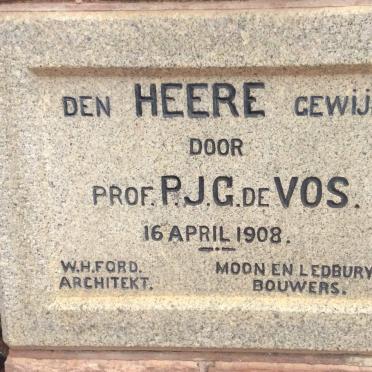 DEN HEERE GEWIJ
DOOR
PROF. P.J.G. DE VOS.
16 APRIL 1908.
W.H. FORD. MOON EN LEDBURY
ARCHITEKT. BOUWERS.